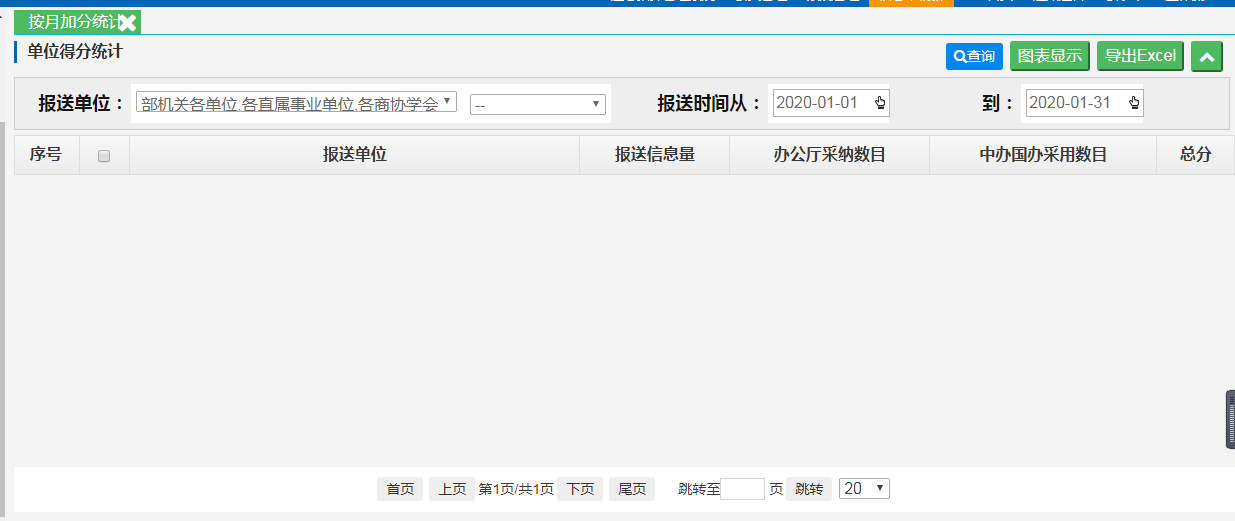 按月加分统计
单位得分统计
查询 图表显示 导出Excel
报送单位： 部机关各单位,各直属事业单位,各商协学会 -- 报送时间从： 2020-01-01 到： 2020-01-31
序号 报送单位 报送信息量 办公厅采纳数目 中办国办采用数目 总分
首页 上页 第1页/共1页 下页 尾页 跳转至 页 跳转 20